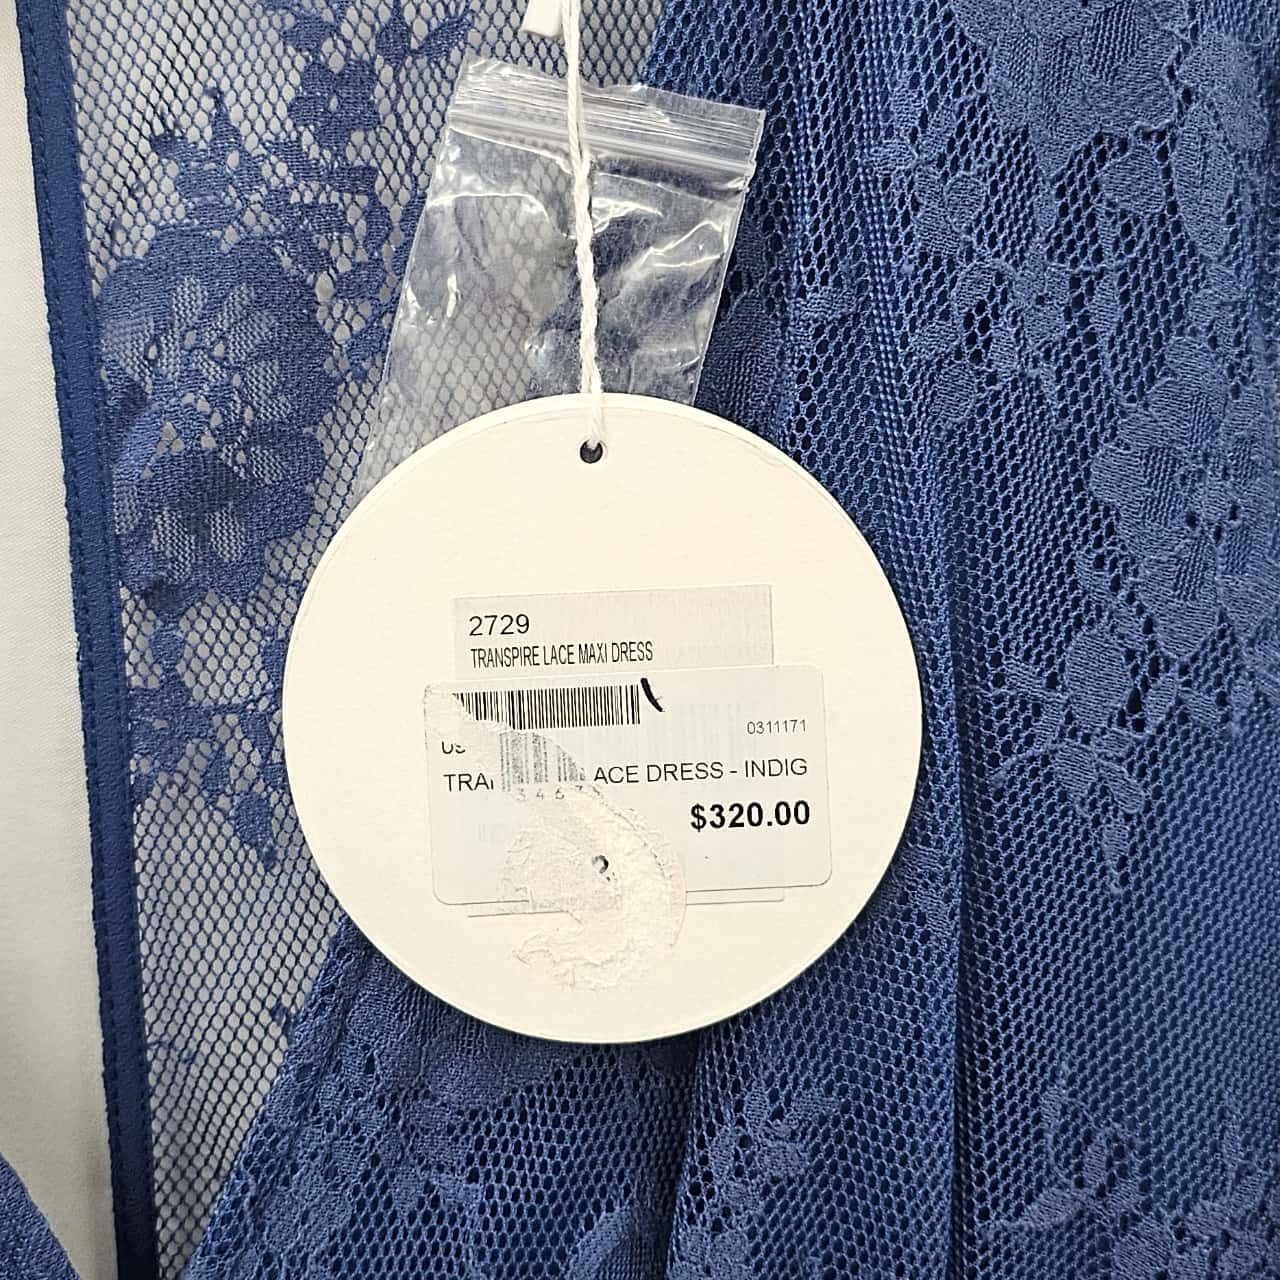 2729
TRANSPIRE LACE MAXI DRESS
0311171
ACE DRESS - INDIG
$320.00